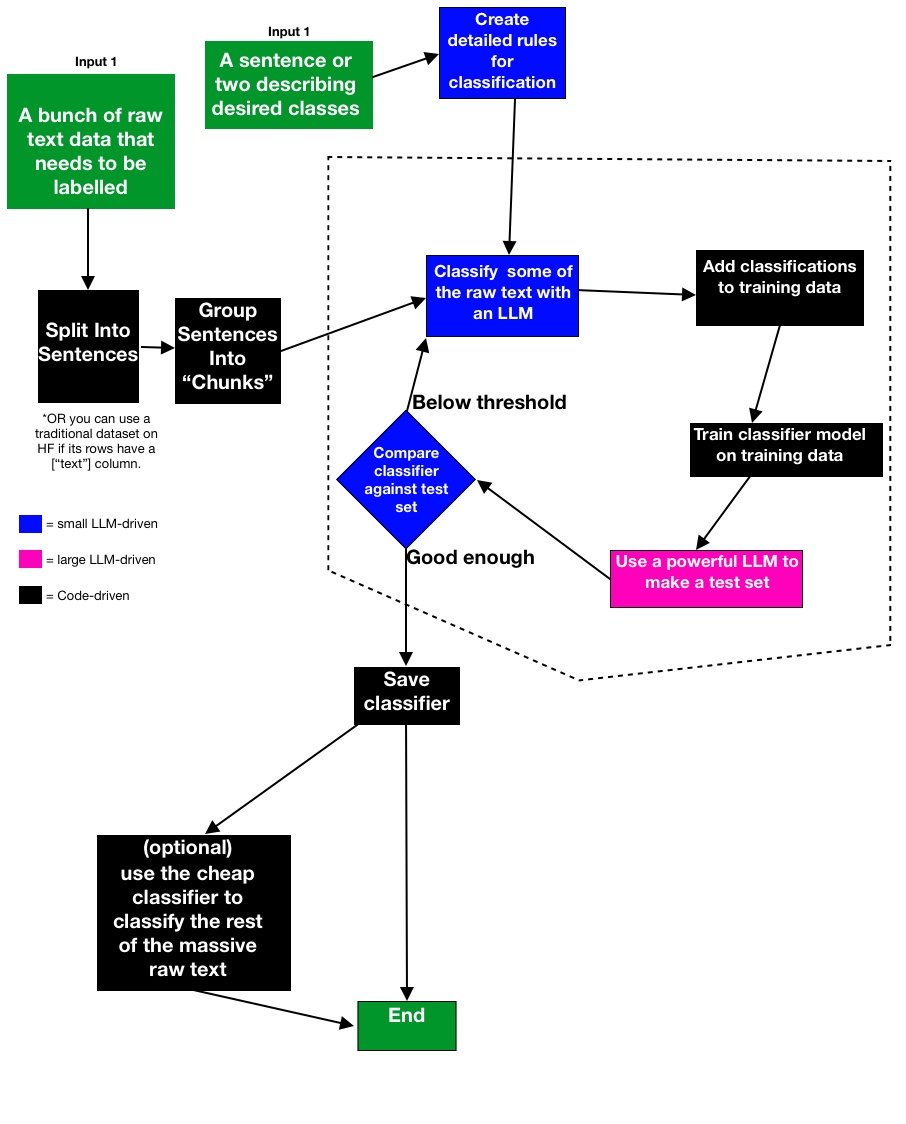 Input 1
A bunch of raw
text data that
needs to be
labelled
Input 1
A sentence or
two describing
desired classes
Create
detailed rules
for
classification
Split Into
Sentences
*OR you can use a
traditional dataset on
HF if its rows have a
[“text”] column.
Group
Sentences
Into
“Chunks”
Classify  some of
the raw text with
an LLM
Add classifications
to training data
Train classifier model
on training data
Use a powerful LLM to
make a test set
Below threshold
Compare
classifier
against test
set
Good enough
= small LLM-driven
= large LLM-driven
= Code-driven
Save
classifier
(optional)
use the cheap
classifier to
classify the rest
of the massive
raw text
End